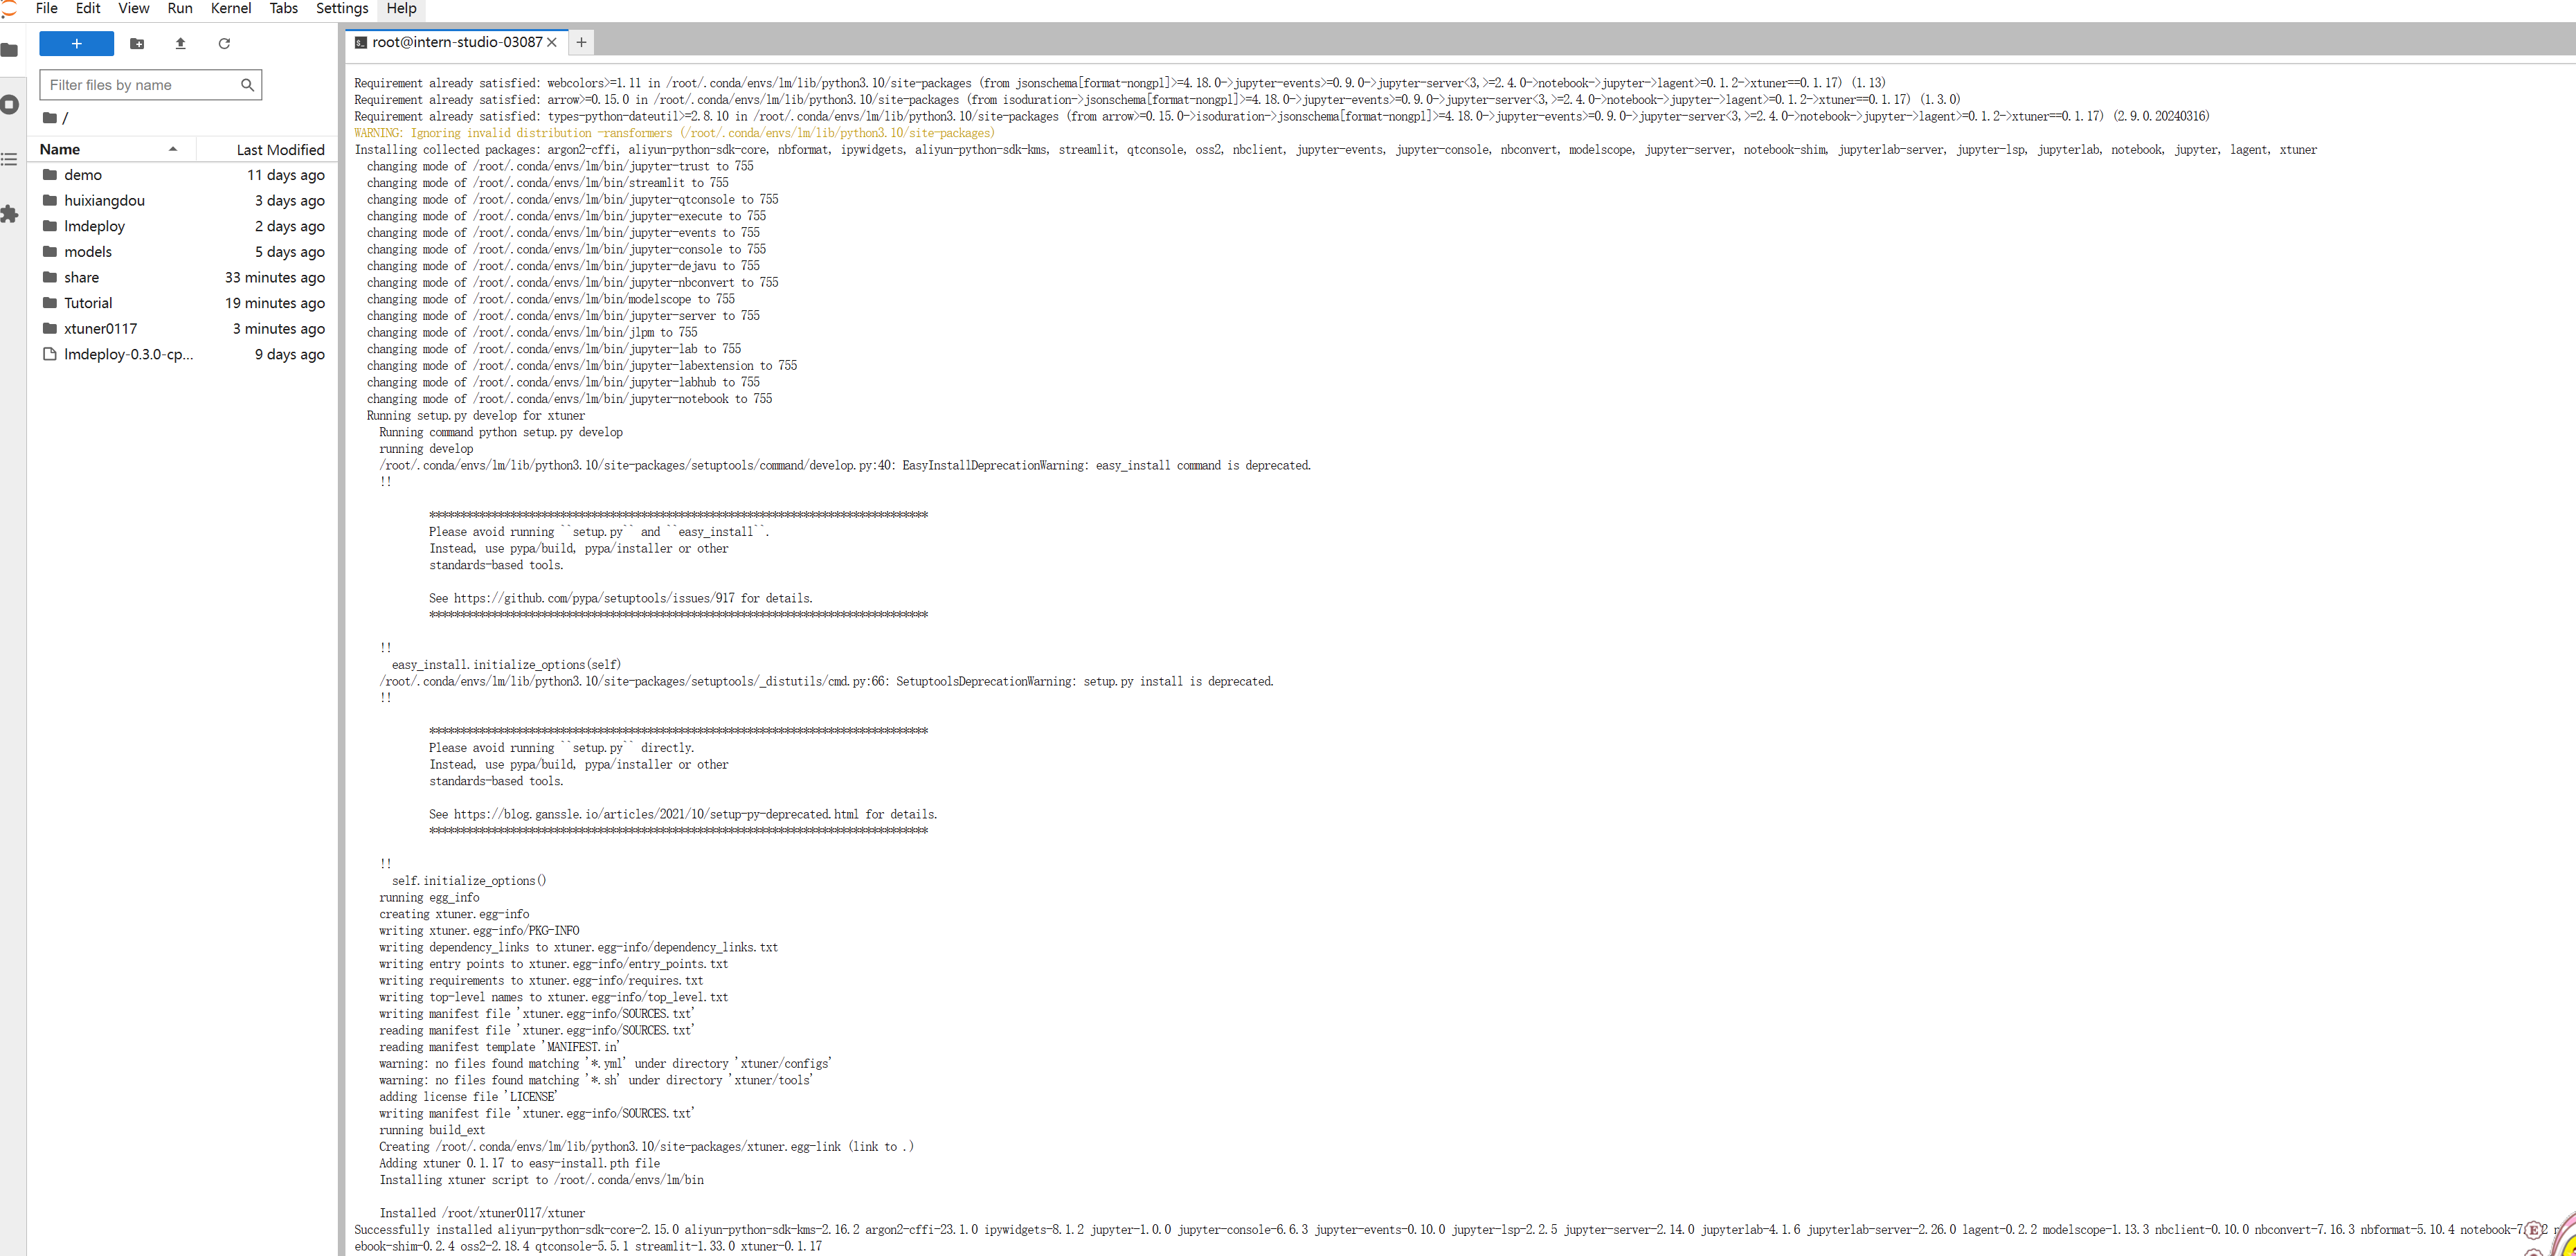 File Edit View Run Kernel Tabs Settings Help
+
root@intern-studio-03087 × +
Filter files by name
/
Name Last Modified
demo 11 days ago
huixiangdou 3 days ago
lmdeploy 2 days ago
models 5 days ago
share 33 minutes ago
Tutorial 19 minutes ago
xtuner0117 3 minutes ago
lmdeploy-0.3.0-cp... 9 days ago
Requirement already satisfied: webcolors>=1.11 in /root/.conda/envs/lm/lib/python3.10/site-packages (from jsonschema[format-nongpl]>=4.18.0->jupyter-events>=0.9.0->jupyter-server<3,>=2.4.0->notebook->jupyter->lagent>=0.1.2->xtuner==0.1.17) (1.13)
Requirement already satisfied: arrow>=0.15.0 in /root/.conda/envs/lm/lib/python3.10/site-packages (from isoduration->jsonschema[format-nongpl]>=4.18.0->jupyter-events>=0.9.0->jupyter-server<3,>=2.4.0->notebook->jupyter->lagent>=0.1.2->xtuner==0.1.17) (1.3.0)
Requirement already satisfied: types-python-dateutil>=2.8.10 in /root/.conda/envs/lm/lib/python3.10/site-packages (from arrow>=0.15.0->isoduration->jsonschema[format-nongpl]>=4.18.0->jupyter-events>=0.9.0->jupyter-server<3,>=2.4.0->notebook->jupyter->lagent>=0.1.2->xtuner==0.1.17) (2.9.0.20240316)
WARNING: Ignoring invalid distribution -ransformers (/root/.conda/envs/lm/lib/python3.10/site-packages)
Installing collected packages: argon2-cffi, aliyun-python-sdk-core, nbformat, ipywidgets, aliyun-python-sdk-kms, streamlit, qtconsole, oss2, nbclient, jupyter-events, jupyter-console, nbconvert, modelscope, jupyter-server, notebook-shim, jupyterlab-server, jupyter-lsp, jupyterlab, notebook, jupyter, lagent, xtuner
changing mode of /root/.conda/envs/lm/bin/jupyter-trust to 755
changing mode of /root/.conda/envs/lm/bin/streamlit to 755
changing mode of /root/.conda/envs/lm/bin/jupyter-qtconsole to 755
changing mode of /root/.conda/envs/lm/bin/jupyter-execute to 755
changing mode of /root/.conda/envs/lm/bin/jupyter-events to 755
changing mode of /root/.conda/envs/lm/bin/jupyter-console to 755
changing mode of /root/.conda/envs/lm/bin/jupyter-dejavu to 755
changing mode of /root/.conda/envs/lm/bin/jupyter-nbconvert to 755
changing mode of /root/.conda/envs/lm/bin/modelscope to 755
changing mode of /root/.conda/envs/lm/bin/jupyter-server to 755
changing mode of /root/.conda/envs/lm/bin/jlpm to 755
changing mode of /root/.conda/envs/lm/bin/jupyter-lab to 755
changing mode of /root/.conda/envs/lm/bin/jupyter-labextension to 755
changing mode of /root/.conda/envs/lm/bin/jupyter-labhub to 755
changing mode of /root/.conda/envs/lm/bin/jupyter-notebook to 755
Running setup.py develop for xtuner
Running command python setup.py develop
running develop
/root/.conda/envs/lm/lib/python3.10/site-packages/setuptools/command/develop.py:40: EasyInstallDeprecationWarning: easy_install command is deprecated.
!!
********************************************************************************
Please avoid running ``setup.py`` and ``easy_install``.
Instead, use pypa/build, pypa/installer or other
standards-based tools.
See https://github.com/pypa/setuptools/issues/917 for details.
********************************************************************************
!!
easy_install.initialize_options(self)
/root/.conda/envs/lm/lib/python3.10/site-packages/setuptools/_distutils/cmd.py:66: SetuptoolsDeprecationWarning: setup.py install is deprecated.
!!
********************************************************************************
Please avoid running ``setup.py`` directly.
Instead, use pypa/build, pypa/installer or other
standards-based tools.
See https://blog.ganssle.io/articles/2021/10/setup-py-deprecated.html for details.
********************************************************************************
!!
self.initialize_options()
running egg_info
creating xtuner.egg-info
writing xtuner.egg-info/PKG-INFO
writing dependency_links to xtuner.egg-info/dependency_links.txt
writing entry points to xtuner.egg-info/entry_points.txt
writing requirements to xtuner.egg-info/requires.txt
writing top-level names to xtuner.egg-info/top_level.txt
writing manifest file 'xtuner.egg-info/SOURCES.txt'
reading manifest file 'xtuner.egg-info/SOURCES.txt'
reading manifest template 'MANIFEST.in'
warning: no files found matching '*.yml' under directory 'xtuner/configs'
warning: no files found matching '*.sh' under directory 'xtuner/tools'
adding license file 'LICENSE'
writing manifest file 'xtuner.egg-info/SOURCES.txt'
running build_ext
Creating /root/.conda/envs/lm/lib/python3.10/site-packages/xtuner.egg-link (link to .)
Adding xtuner 0.1.17 to easy-install.pth file
Installing xtuner script to /root/.conda/envs/lm/bin
Installed /root/xtuner0117/xtuner
Successfully installed aliyun-python-sdk-core-2.15.0 aliyun-python-sdk-kms-2.16.2 argon2-cffi-23.1.0 ipywidgets-8.1.2 jupyter-1.0.0 jupyter-console-6.6.3 jupyter-events-0.10.0 jupyter-lsp-2.2.5 jupyter-server-2.14.0 jupyterlab-4.1.6 jupyterlab-server-2.26.0 lagent-0.2.2 modelscope-1.13.3 nbclient-0.10.0 nbconvert-7.16.3 nbformat-5.10.4
ebook-shim-0.2.4 oss2-2.18.4 qtconsole-5.5.1 streamlit-1.33.0 xtuner-0.1.17